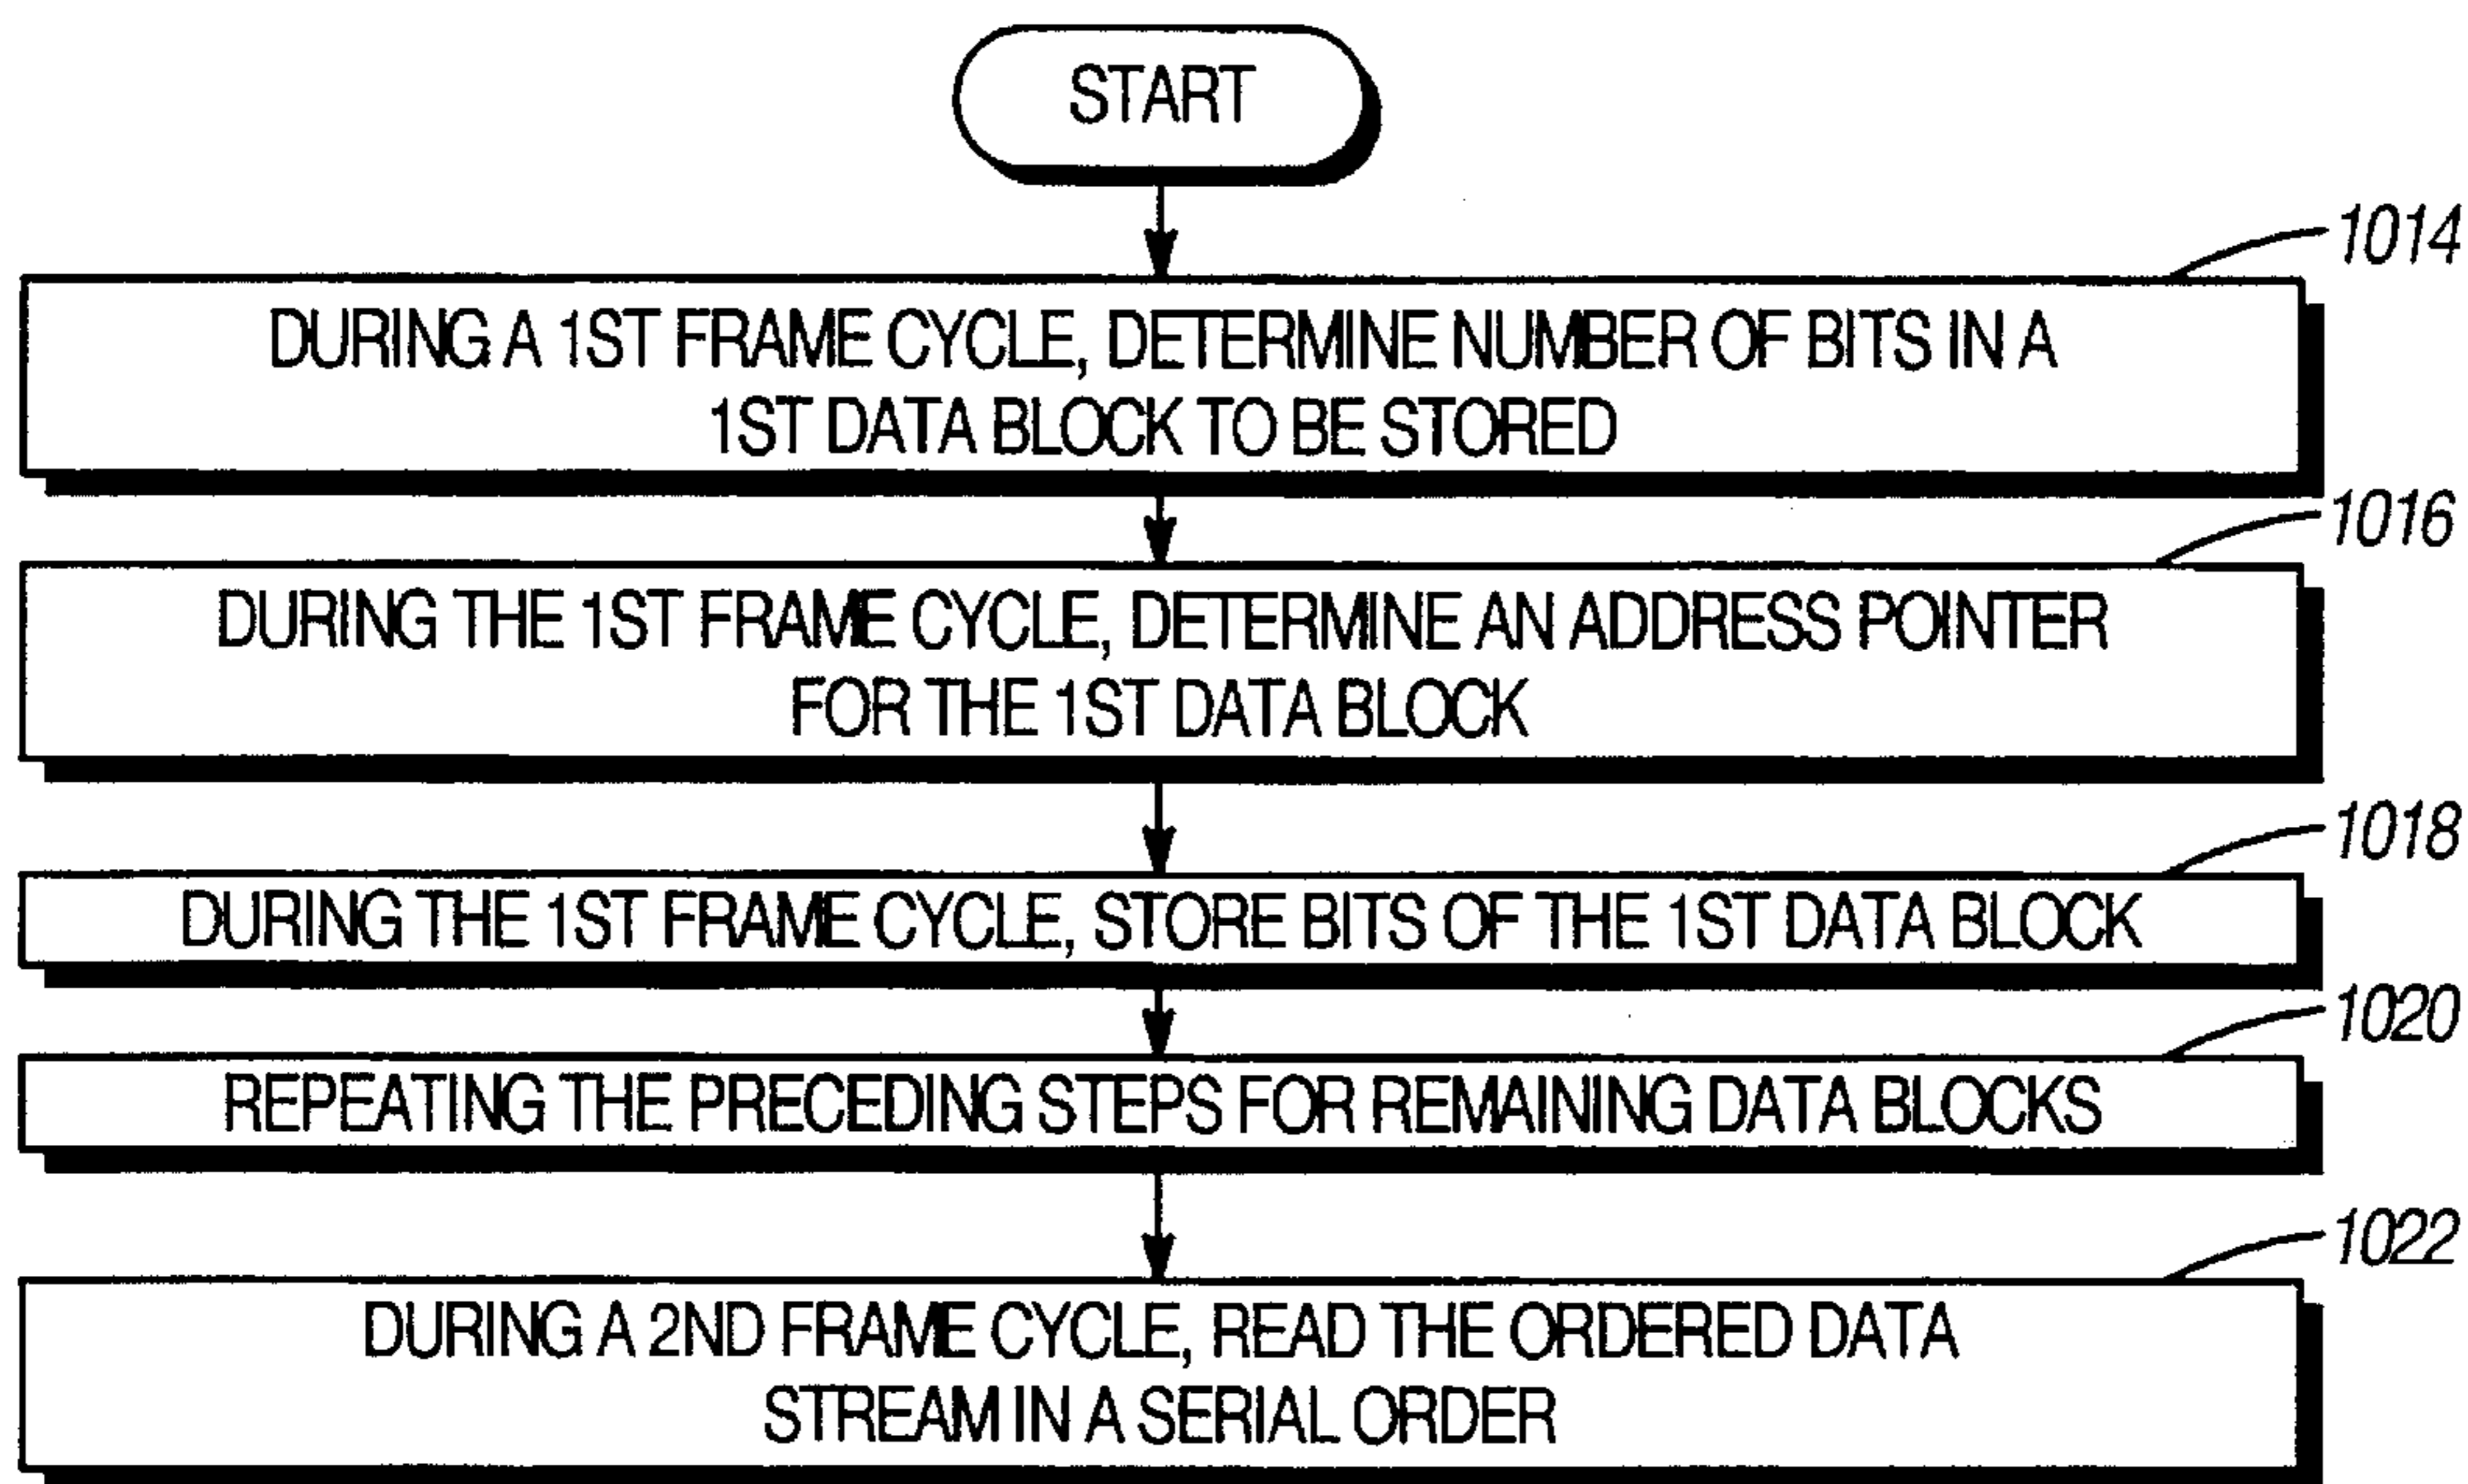 START
1014
DURING A 1ST FRAME CYCLE, DETERMINE NUMBER OF BITS IN A
1ST DATA BLOCK TO BE STORED
1016
DURING THE 1ST FRAME CYCLE, DETERMINE AN ADDRESS POINTER
FOR THE 1ST DATA BLOCK
1018
DURING THE 1ST FRAME CYCLE, STORE BITS OF THE 1ST DATA BLOCK
1020
REPEATING THE PRECEDING STEPS FOR REMAINING DATA BLOCKS
1022
DURING A 2ND FRAME CYCLE, READ THE ORDERED DATA
STREAM IN A SERIAL ORDER